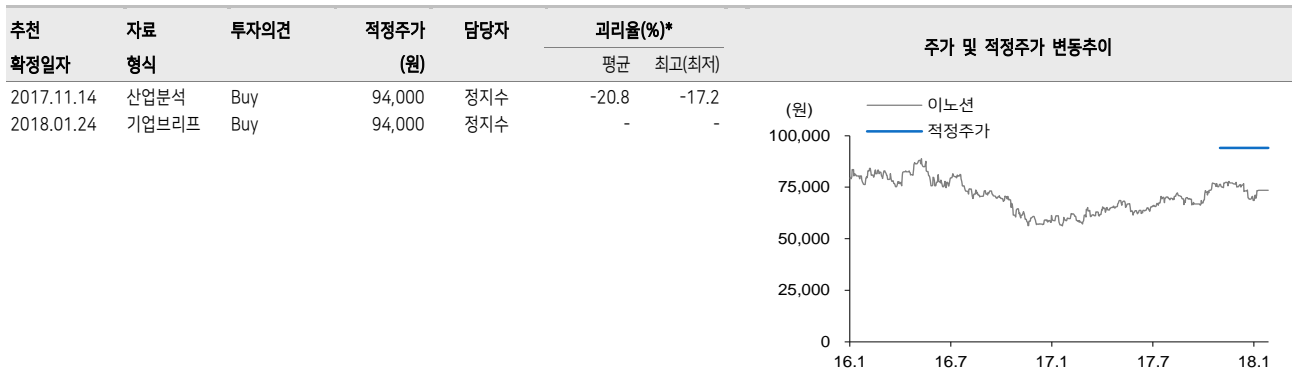 추천 자료 투자의견 적정주가 담당자 괴리율(%)* 주가 및 적정주가 변동추이
확정일자 형식 (원) 평균 최고(최저)
2017.11.14 산업분석 Buy 94,000 정지수 -20.8 -17.2
2018.01.24 기업브리프 Buy 94,000 정지수 - -
(원)
이노션
적정주가
100,000
75,000
50,000
25,000
0
16.1 16.7 17.1 17.7 18.1